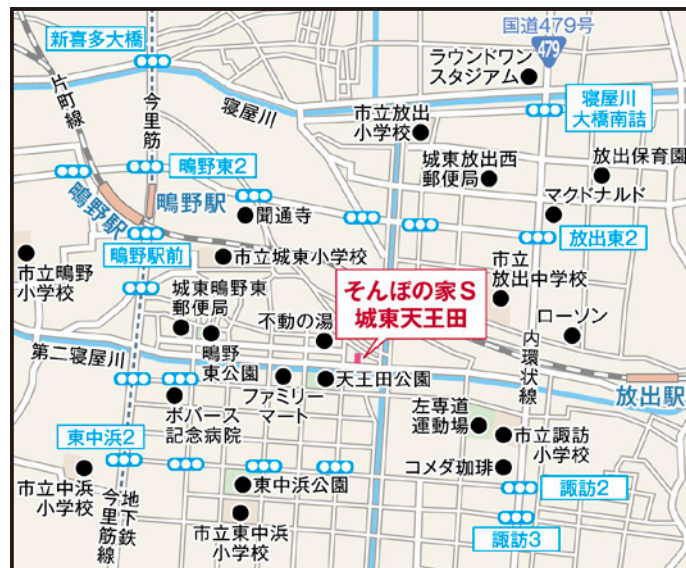 国道479号
479
新喜多大橋
ラウンドワン
スタジアム
片町線
今里筋
寝屋川
寝屋川
大橋南詰
市立放出
小学校
鴫野東2
城東放出西
郵便局
放出保育園
鴫野駅
鴫野駅
聞通寺
マクドナルド
鴫野駅前
市立城東小学校
放出東2
市立鴫野
小学校
市立
放出中学校
城東鴫野東
郵便局
不動の湯
そんぽの家S
城東天王田
ローソン
第二寝屋川
鴫野
東公園
内環状線
ファミリー
マート
天王田公園
放出駅
ボバース
記念病院
左専道
運動場
市立諏訪
小学校
東中浜2
コメダ珈琲
市立中浜
小学校
東中浜公園
諏訪2
地下鉄
今里筋線
市立東中浜
小学校
諏訪3